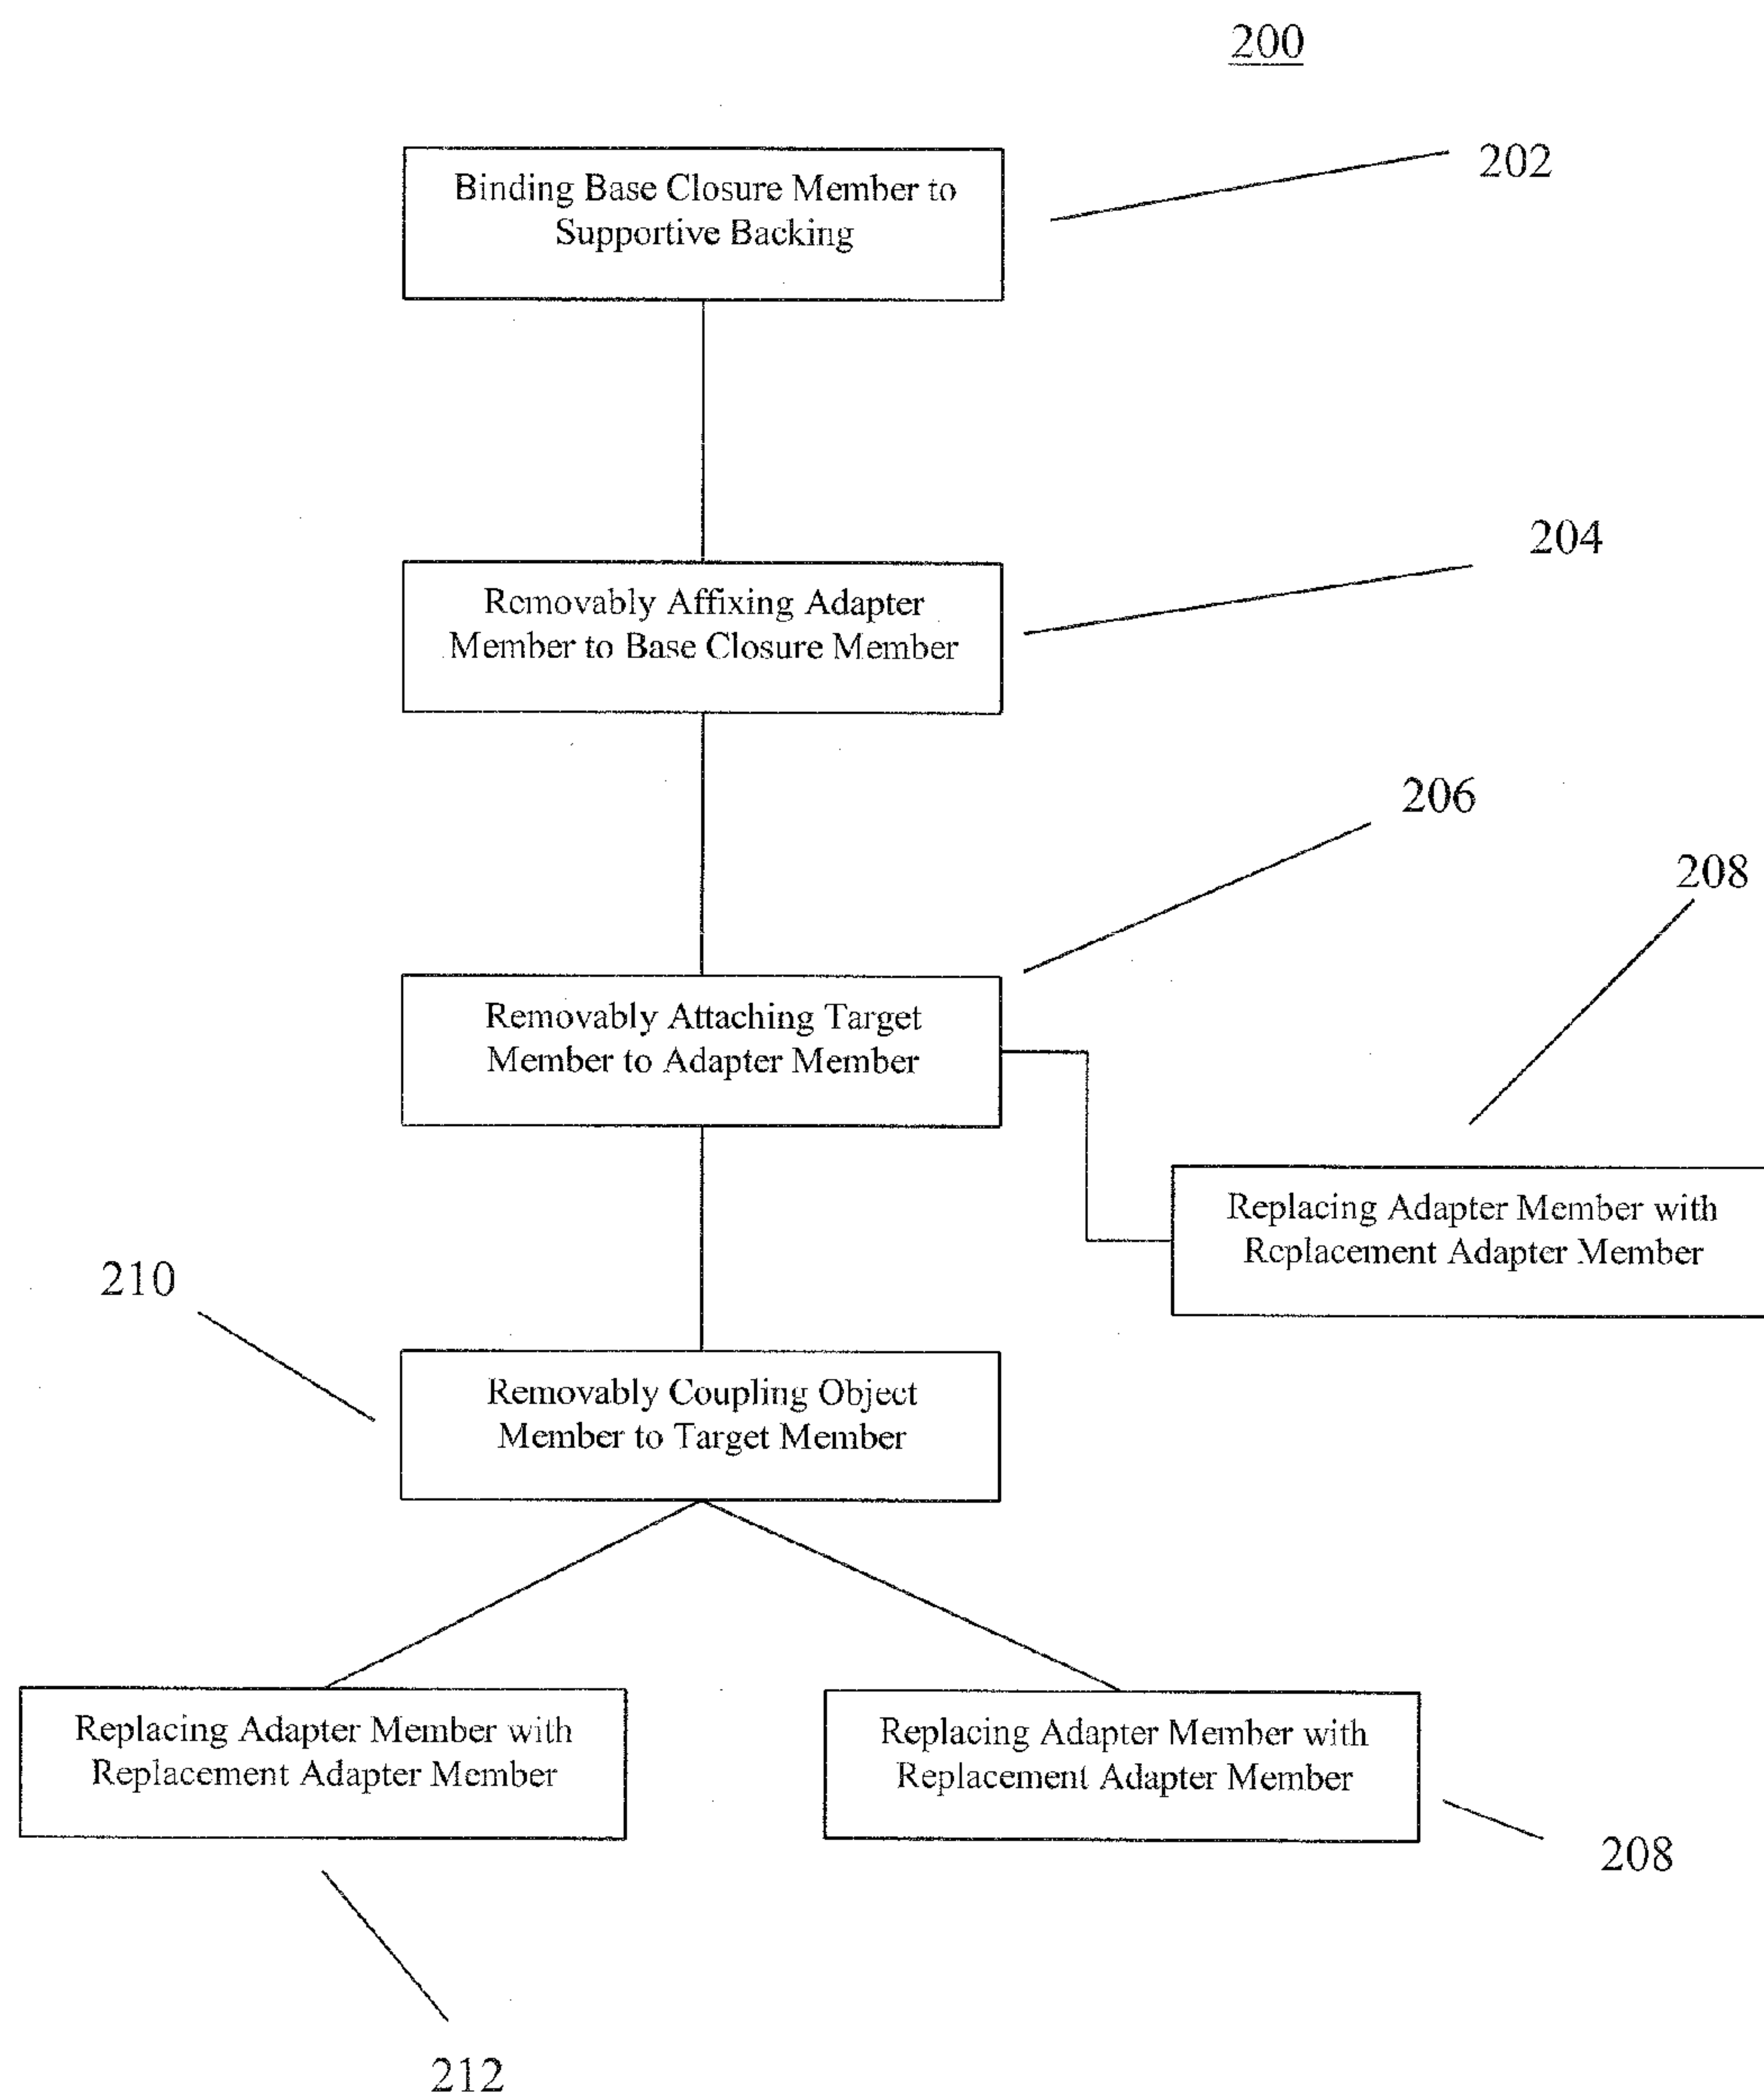 200
202
Binding Base Closure Member to
Supportive Backing
204
Removably Affixing Adapter
Member to Base Closure Member
206
208
Removably Attaching Target
Member to Adapter Member
Replacing Adapter Member with
Replacement Adapter Member
210
Removably Coupling Object
Member to Target Member
Replacing Adapter Member with
Replacement Adapter Member
Replacing Adapter Member with
Replacement Adapter Member
208
212